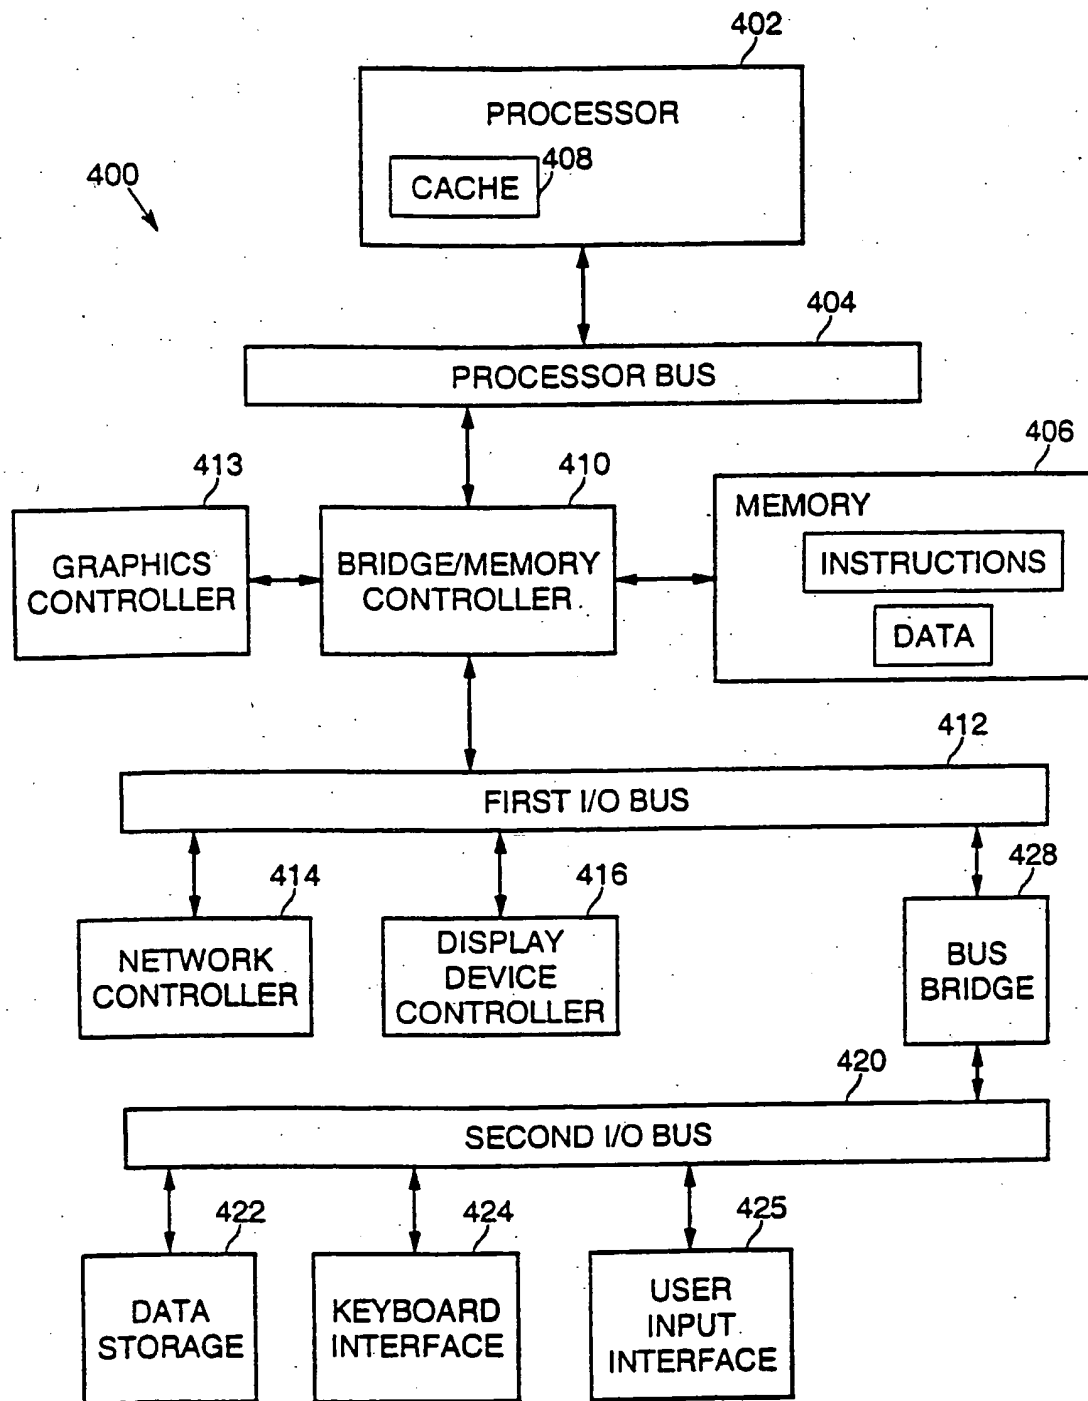 402
PROCESSOR
408
CACHE
400
404
PROCESSOR BUS
413
410
406
GRAPHICS
CONTROLLER
BRIDGE/MEMORY
CONTROLLER
MEMORY
INSTRUCTIONS
DATA
412
FIRST I/O BUS
414
416
428
NETWORK
CONTROLLER
DISPLAY
DEVICE
CONTROLLER
BUS
BRIDGE
420
SECOND I/O BUS
422
424
425
DATA
STORAGE
KEYBOARD
INTERFACE
USER
INPUT
INTERFACE